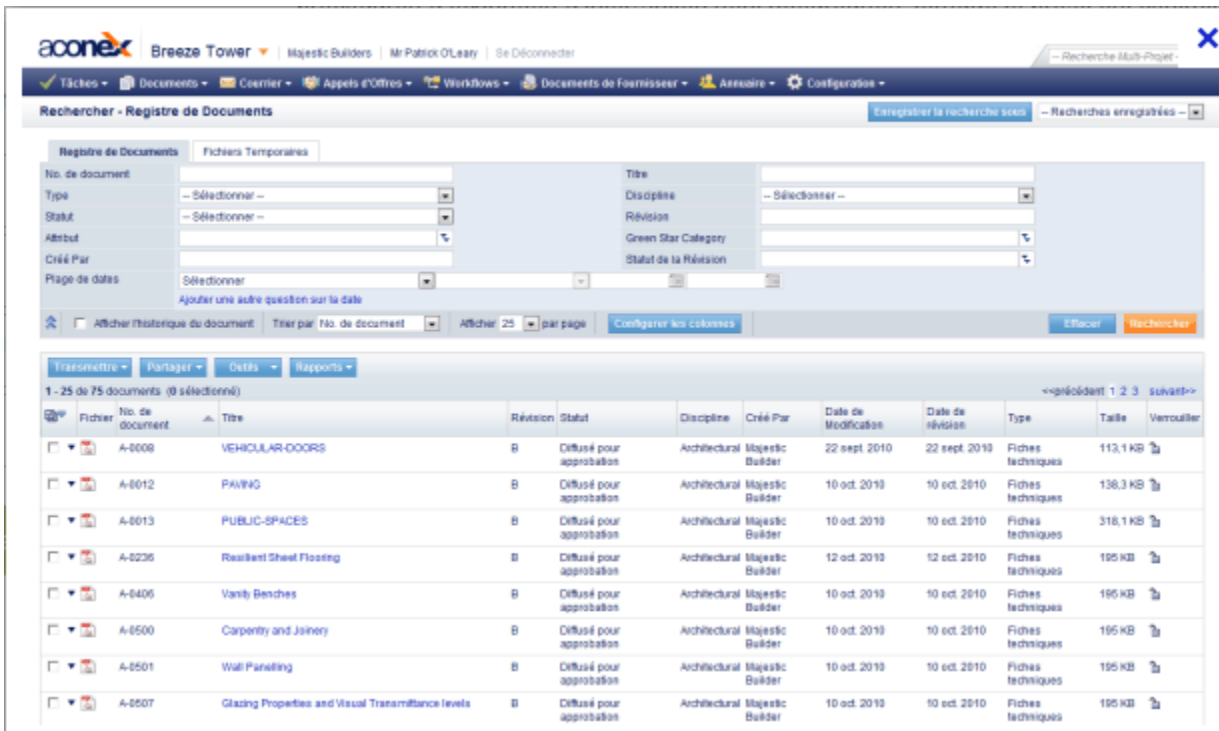 aconex Breeze Tower Majestic Builders | Mr Patrick O'Leary | Se Déconnecter -- Recherche Multi-Projet -
Tâches Documents Courrier Appels d'Offres Workflows Documents de Fournisseur Annuaire Configuration
Rechercher - Registre de Documents Enregistrer la recherche sous -- Recherches enregistrées --
Registre de Documents Fichiers Temporaires
No. de document Titre
Type -- Sélectionner -- Discipline -- Sélectionner --
Statut -- Sélectionner -- Révision
Attribut Green Star Category
Créé Par Statut de la Révision
Plage de dates Sélectionner
Ajouter une autre question sur la date
Afficher l'historique du document Trier par No. de document Afficher 25 par page Configurer les colonnes Effacer Rechercher
Transmettre Partager Outils Rapports
1 - 25 de 75 documents (0 sélectionné) <<précédent 1 2 3 suivant>>
Fichier No. de document Titre Révision Statut Discipline Créé Par Date de Modification Date de révision Type Taille Verrouiller
A-0008 VEHICULAR-DOORS B Diffusé pour approbation Architectural Majestic Builder 22 sept. 2010 22 sept. 2010 Fiches techniques 113,1 KB
A-0012 PAVING B Diffusé pour approbation Architectural Majestic Builder 10 oct. 2010 10 oct. 2010 Fiches techniques 138,3 KB
A-0013 PUBLIC-SPACES B Diffusé pour approbation Architectural Majestic Builder 10 oct. 2010 10 oct. 2010 Fiches techniques 318,1 KB
A-0236 Resilient Sheet Flooring B Diffusé pour approbation Architectural Majestic Builder 12 oct. 2010 12 oct. 2010 Fiches techniques 195 KB
A-0406 Vanity Benches B Diffusé pour approbation Architectural Majestic Builder 10 oct. 2010 10 oct. 2010 Fiches techniques 195 KB
A-0500 Carpentry and Joinery B Diffusé pour approbation Architectural Majestic Builder 10 oct. 2010 10 oct. 2010 Fiches techniques 195 KB
A-0501 Wall Panelling B Diffusé pour approbation Architectural Majestic Builder 10 oct. 2010 10 oct. 2010 Fiches techniques 195 KB
A-0507 Glazing Properties and Visual Transmittance levels B Diffusé pour approbation Architectural Majestic Builder 10 oct. 2010 10 oct. 2010 Fiches techniques 195 KB